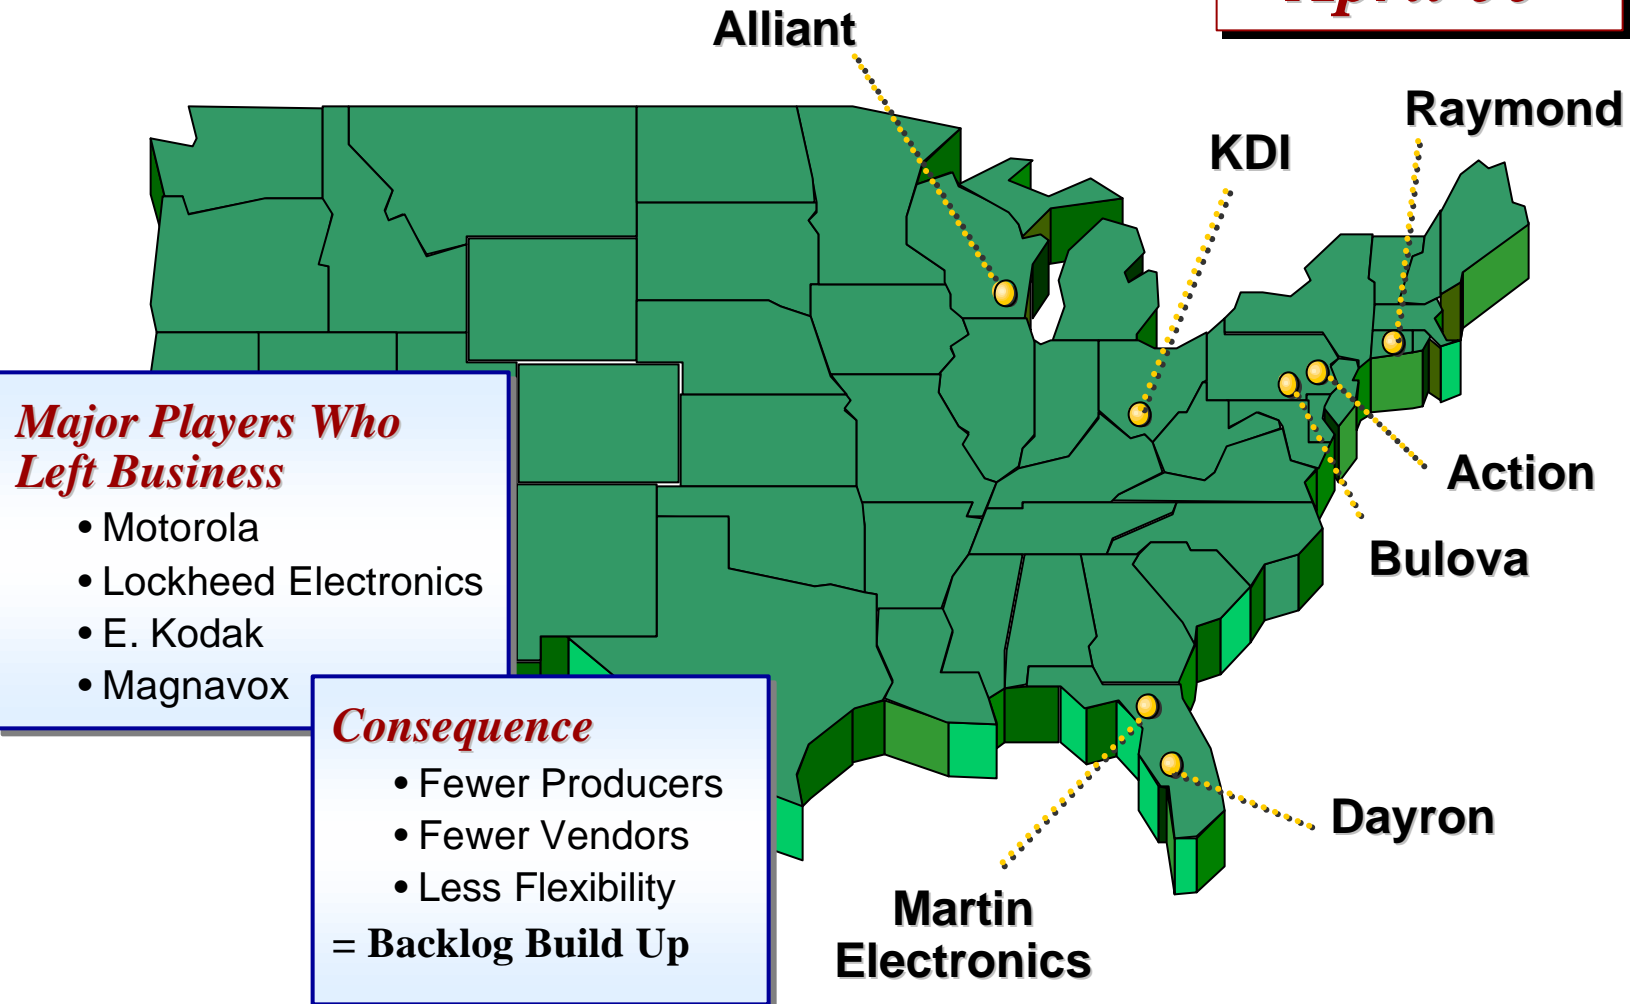 Alliant
Raymond
KDI
Major Players Who
Left Business
• Motorola
• Lockheed Electronics
• E. Kodak
• Magnavox
Action
Bulova
Consequence
• Fewer Producers
• Fewer Vendors
• Less Flexibility
= Backlog Build Up
Dayron
Martin
Electronics